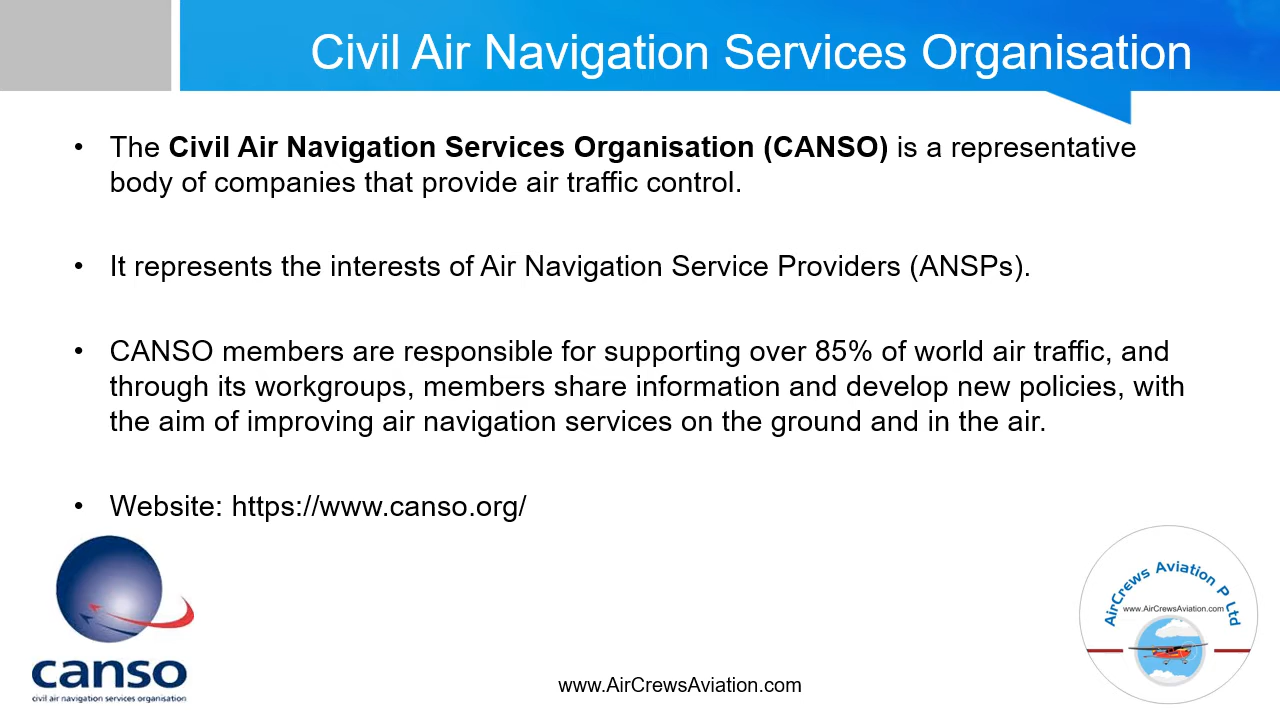 Civil Air Navigation Services Organisation
• The Civil Air Navigation Services Organisation (CANSO) is a representative
body of companies that provide air traffic control.
• It represents the interests of Air Navigation Service Providers (ANSPs).
• CANSO members are responsible for supporting over 85% of world air traffic, and
through its workgroups, members share information and develop new policies, with
the aim of improving air navigation services on the ground and in the air.
• Website: https://www.canso.org/
canso
civil air navigation services organisation
www.AirCrewsAviation.com
AirCrews Aviation P Ltd
www.AirCrewsAviation.com